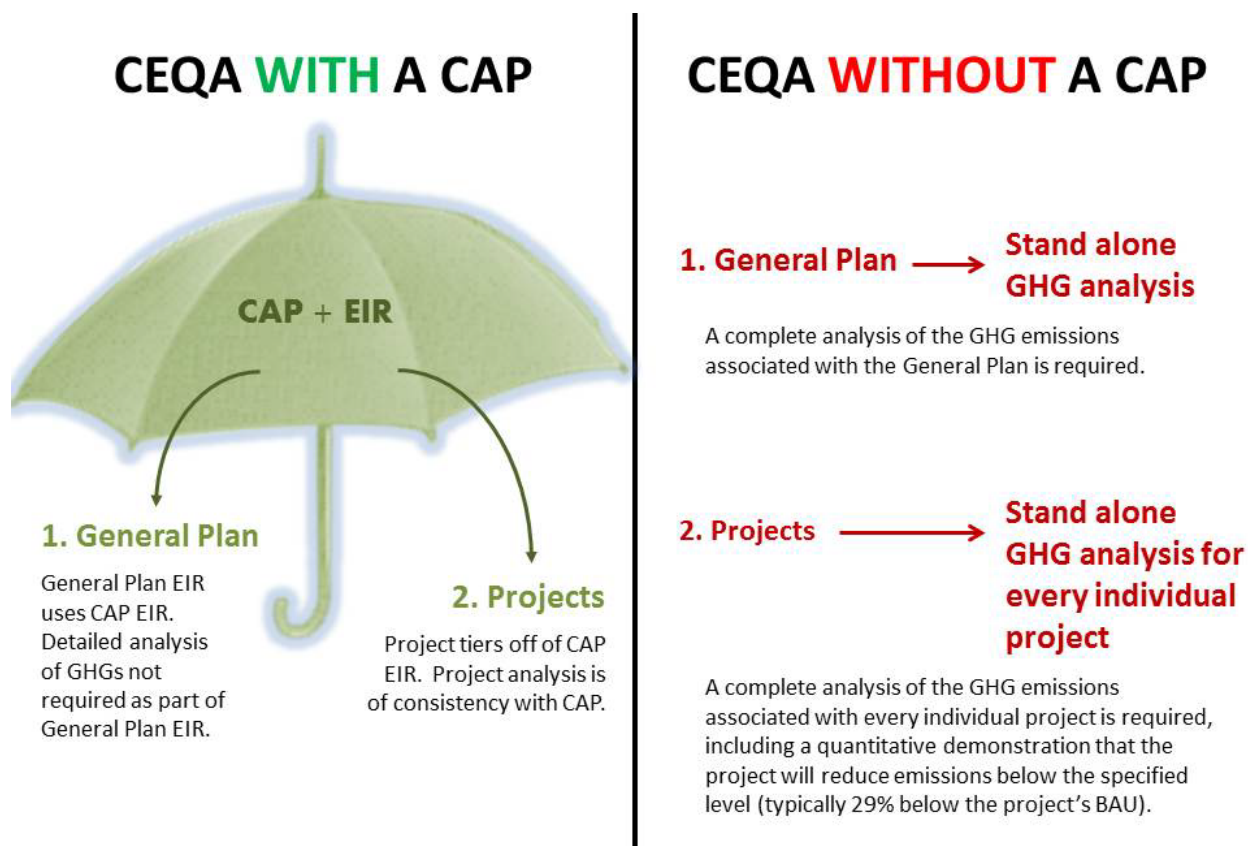 CEQA WITH A CAP
CAP + EIR
1. General Plan
General Plan EIR
uses CAP EIR.
Detailed analysis
of GHGs not
required as part of
General Plan EIR.
2. Projects
Project tiers off of CAP
EIR.  Project analysis is
of consistency with CAP.
CEQA WITHOUT A CAP
1. General Plan
Stand alone
GHG analysis
A complete analysis of the GHG emissions
associated with the General Plan is required.
2. Projects
Stand alone
GHG analysis for
every individual
project
A complete analysis of the GHG emissions
associated with every individual project is required,
including a quantitative demonstration that the
project will reduce emissions below the specified
level (typically 29% below the project's BAU).